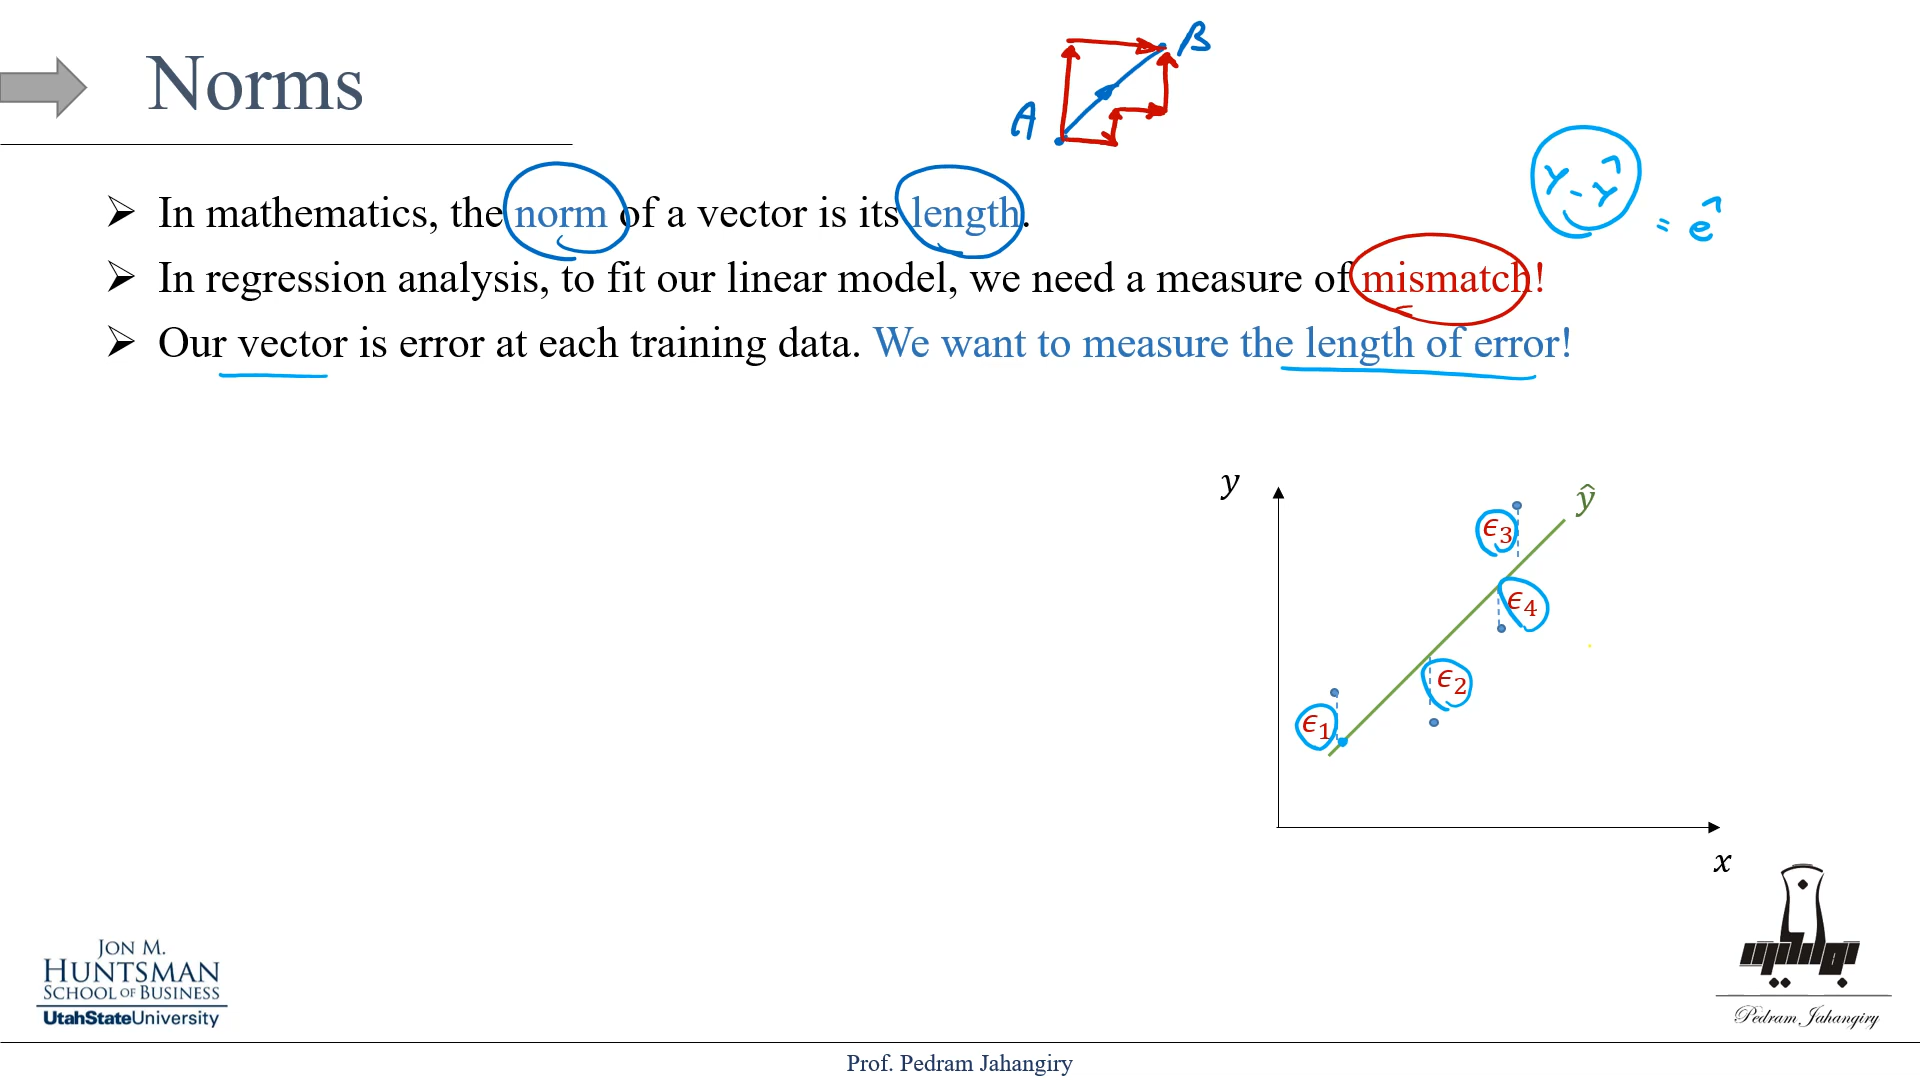 Norms
A
B
➢ In mathematics, the norm of a vector is its length.
➢ In regression analysis, to fit our linear model, we need a measure of mismatch!
➢ Our vector is error at each training data. We want to measure the length of error!
Y - Ŷ = ê
y
ŷ
ϵ3
ϵ4
ϵ2
ϵ1
x
JON M.
HUNTSMAN
SCHOOL OF BUSINESS
UtahStateUniversity
Pedram Jahangiry
Prof. Pedram Jahangiry